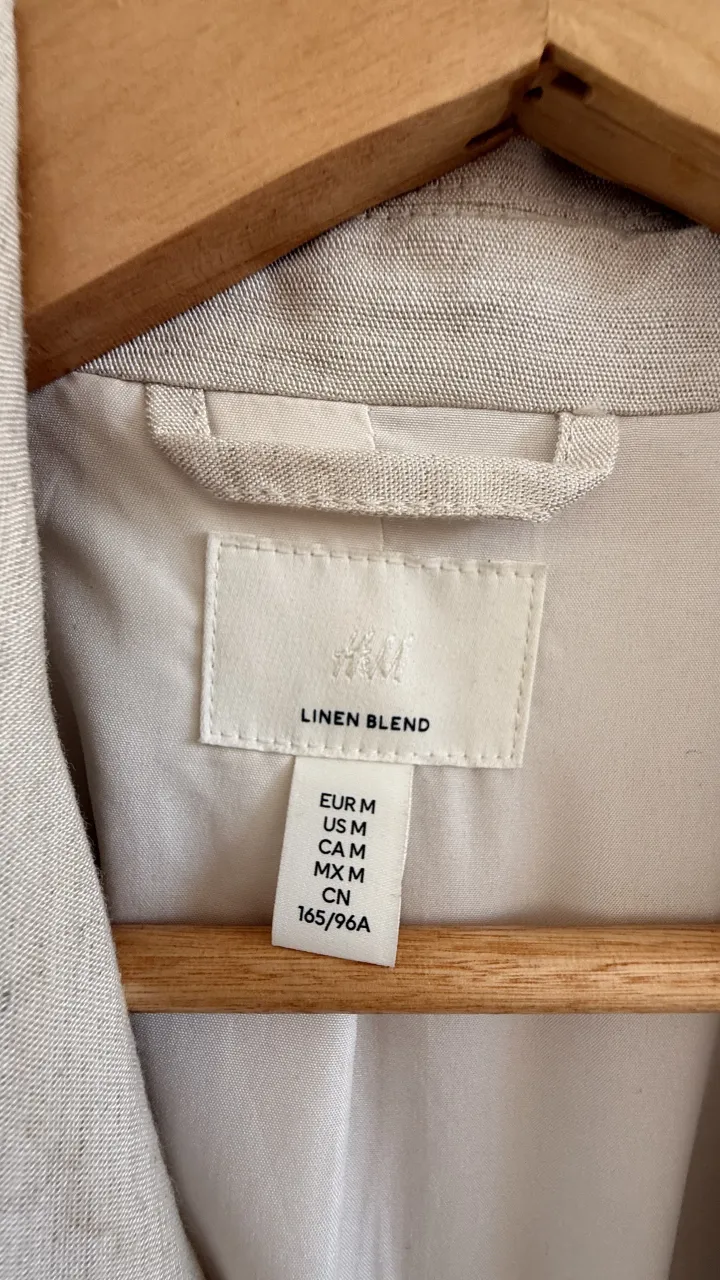 H&M
LINEN BLEND
EUR M
US M
CA M
MX M
CN
165/96A